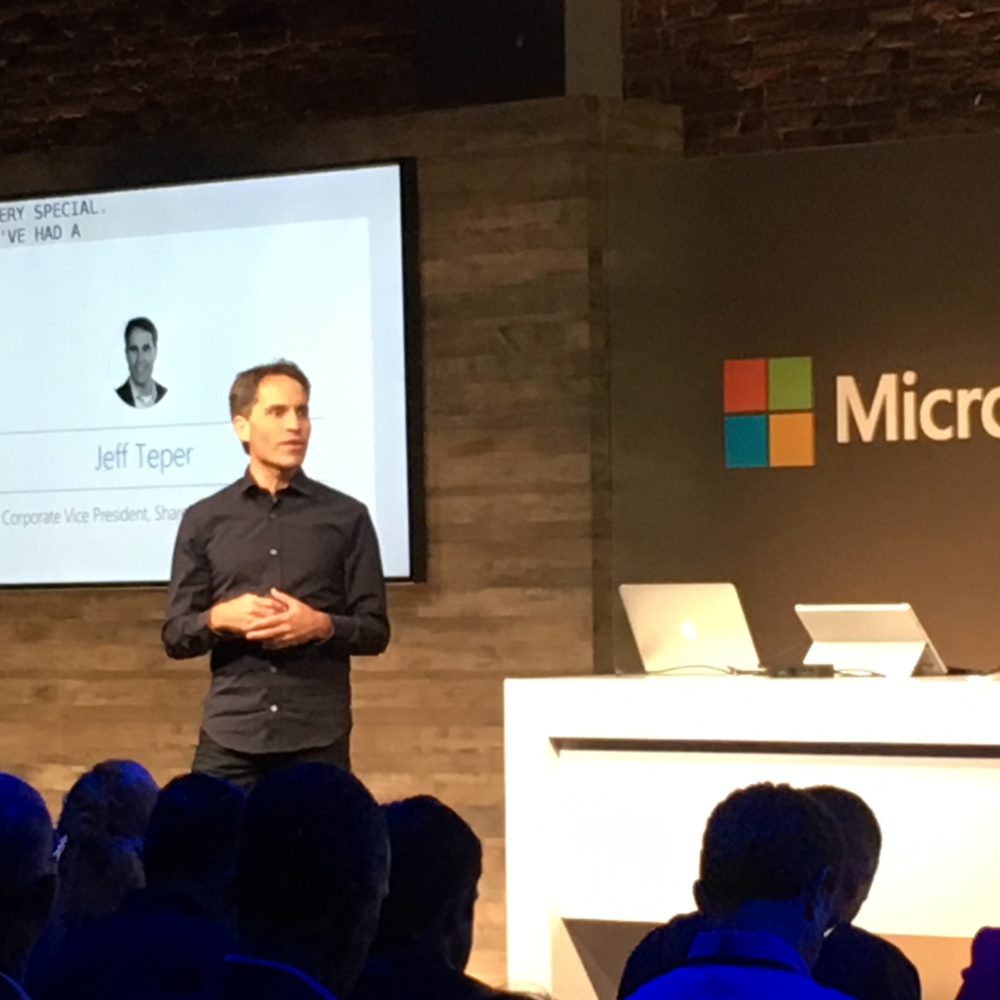 ERY SPECIAL.
'VE HAD A
Jeff Teper
Corporate Vice President, Shar
Micro